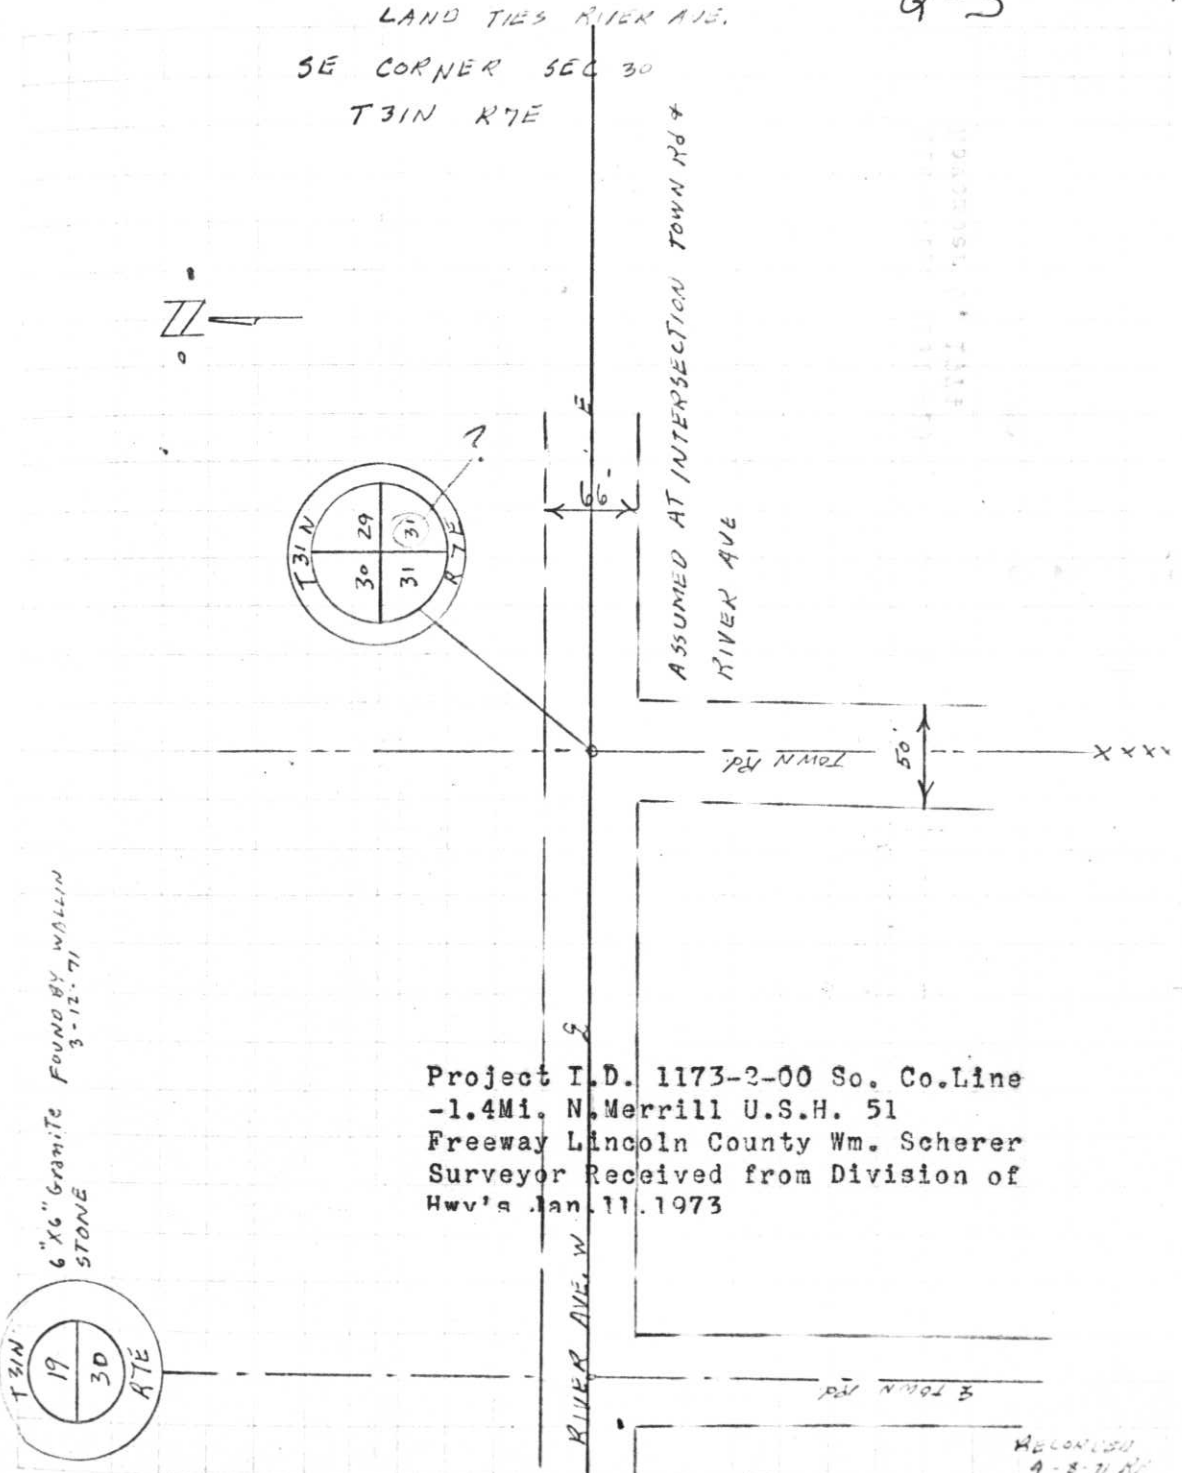 LAND TIES RIVER AVE.
SE CORNER SEC 30
T31N R7E
ASSUMED AT INTERSECTION TOWN Rd &
RIVER AVE
N
E
66'
?
T31N
30 29
31 31
R7E
TOWN Rd.
50'
XXXX
6"X6" Granite FOUND BY WALLIN
STONE 3-12-71
Project I.D. 1173-2-00 So. Co.Line
-1.4Mi. N.Merrill U.S.H. 51
Freeway Lincoln County Wm. Scherer
Surveyor Received from Division of
Hwy's Jan.11.1973
RIVER AVE. W
T31N
19
30
R7E
TOWN Rd.
RECORDED